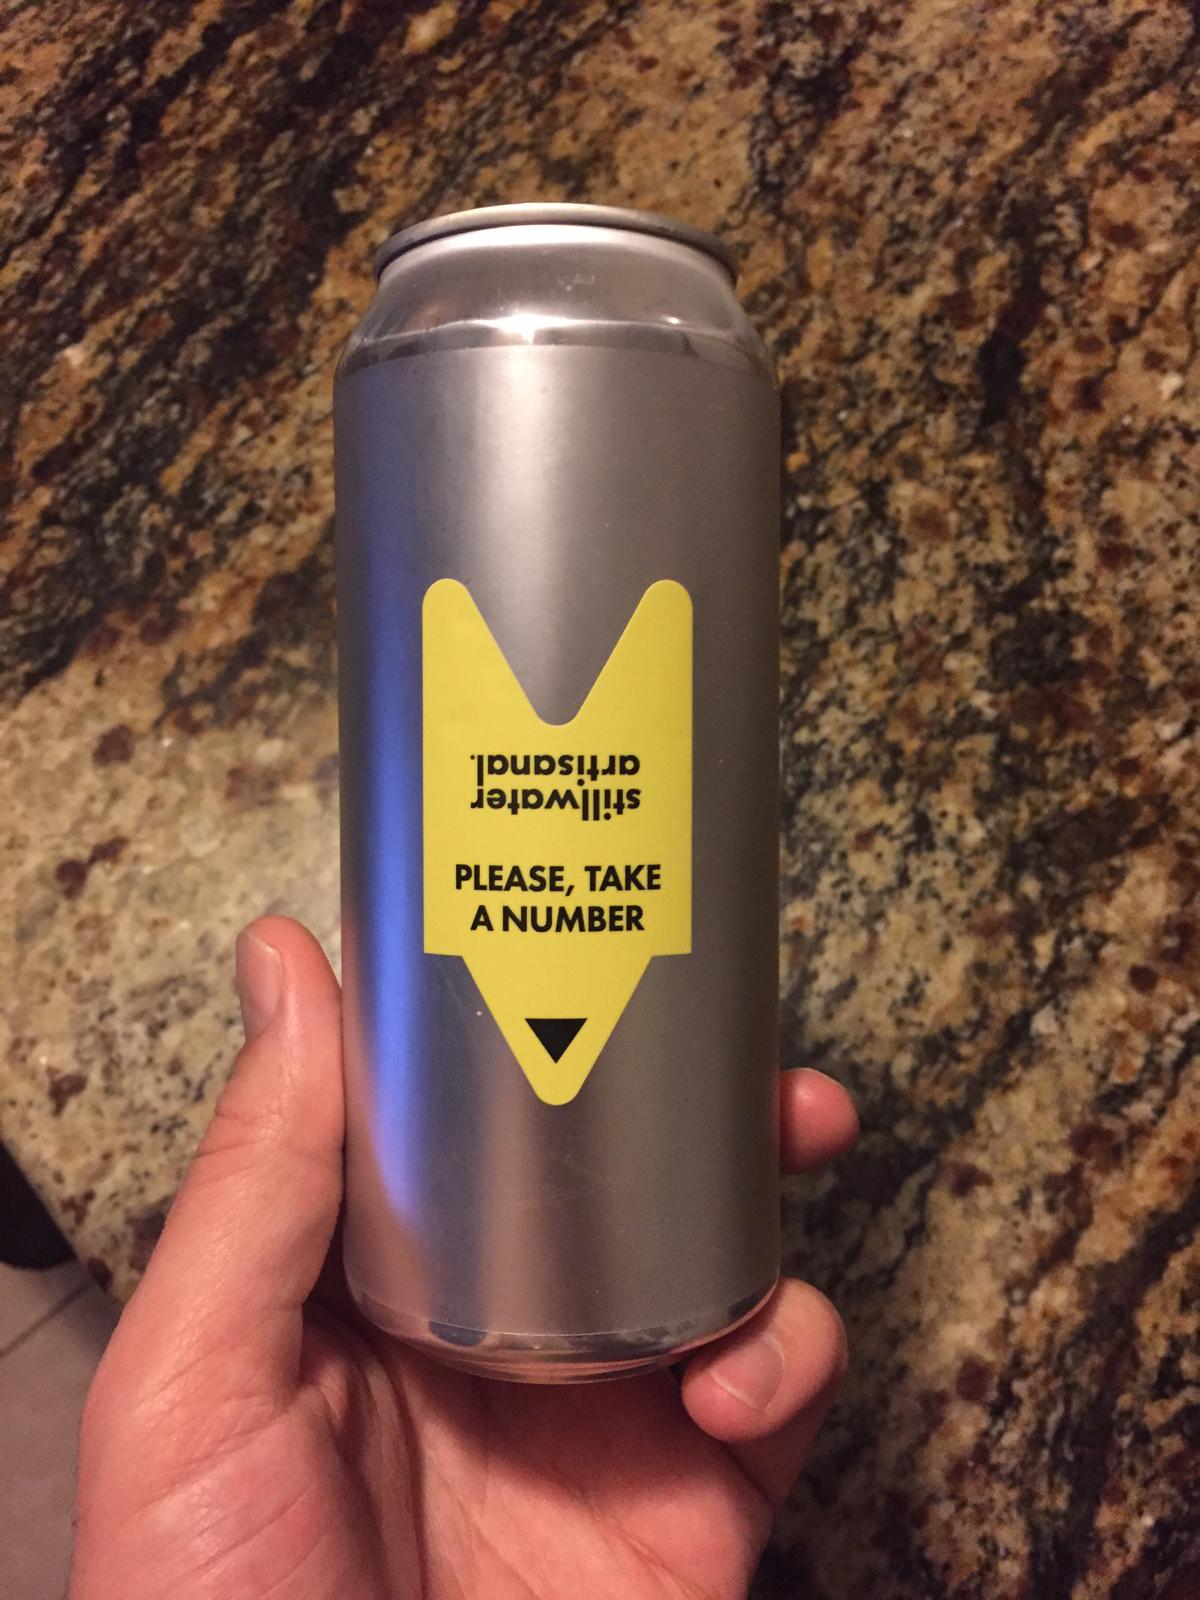 stillwater
artisanal.
PLEASE, TAKE
A NUMBER